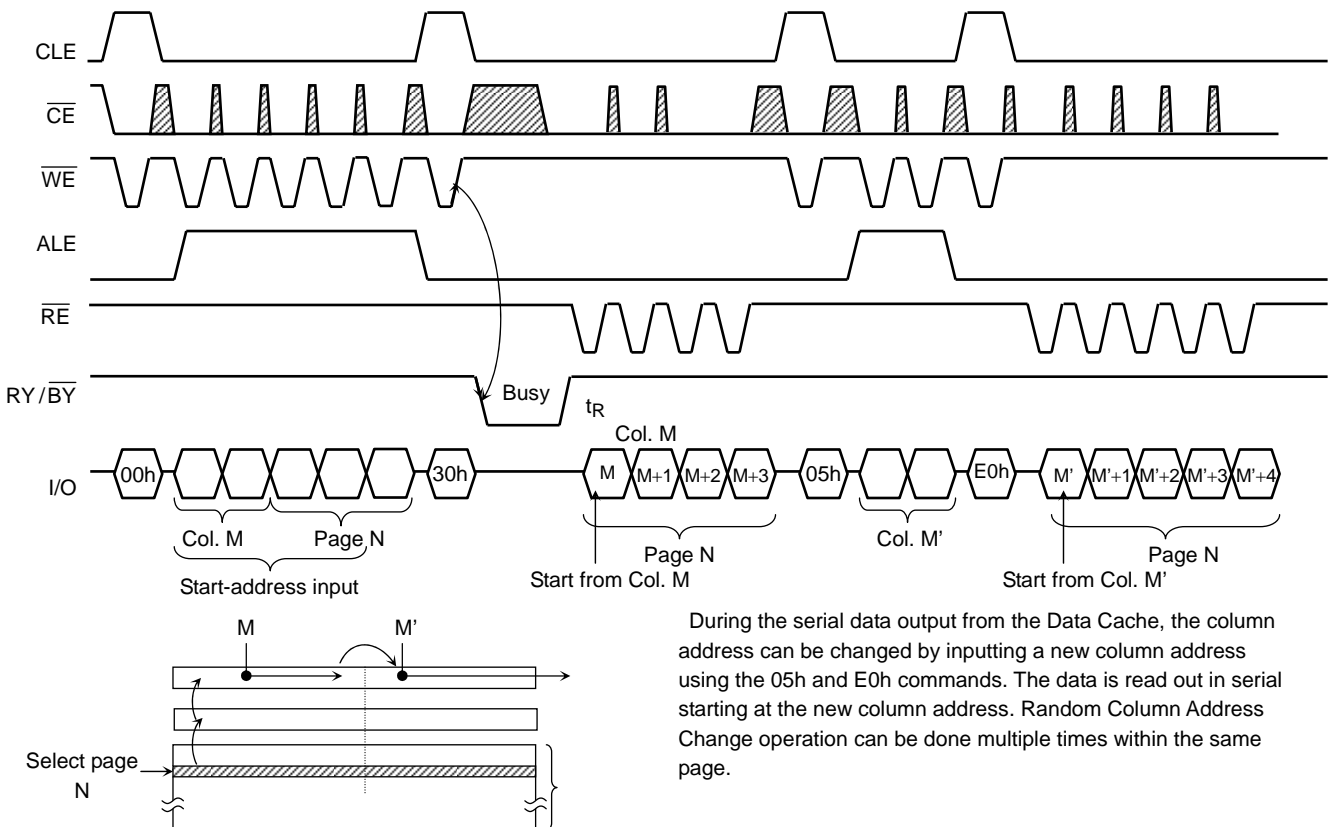 CLE
CE
WE
ALE
RE
RY/BY
Busy
tR
Col. M
I/O
00h
30h
M
M+1
M+2
M+3
05h
E0h
M'
M'+1
M'+2
M'+3
M'+4
Col. M
Page N
Col. M'
Page N
Page N
Start-address input
Start from Col. M
Start from Col. M'
M
M'
Select page
N
During the serial data output from the Data Cache, the column
address can be changed by inputting a new column address
using the 05h and E0h commands. The data is read out in serial
starting at the new column address. Random Column Address
Change operation can be done multiple times within the same
page.